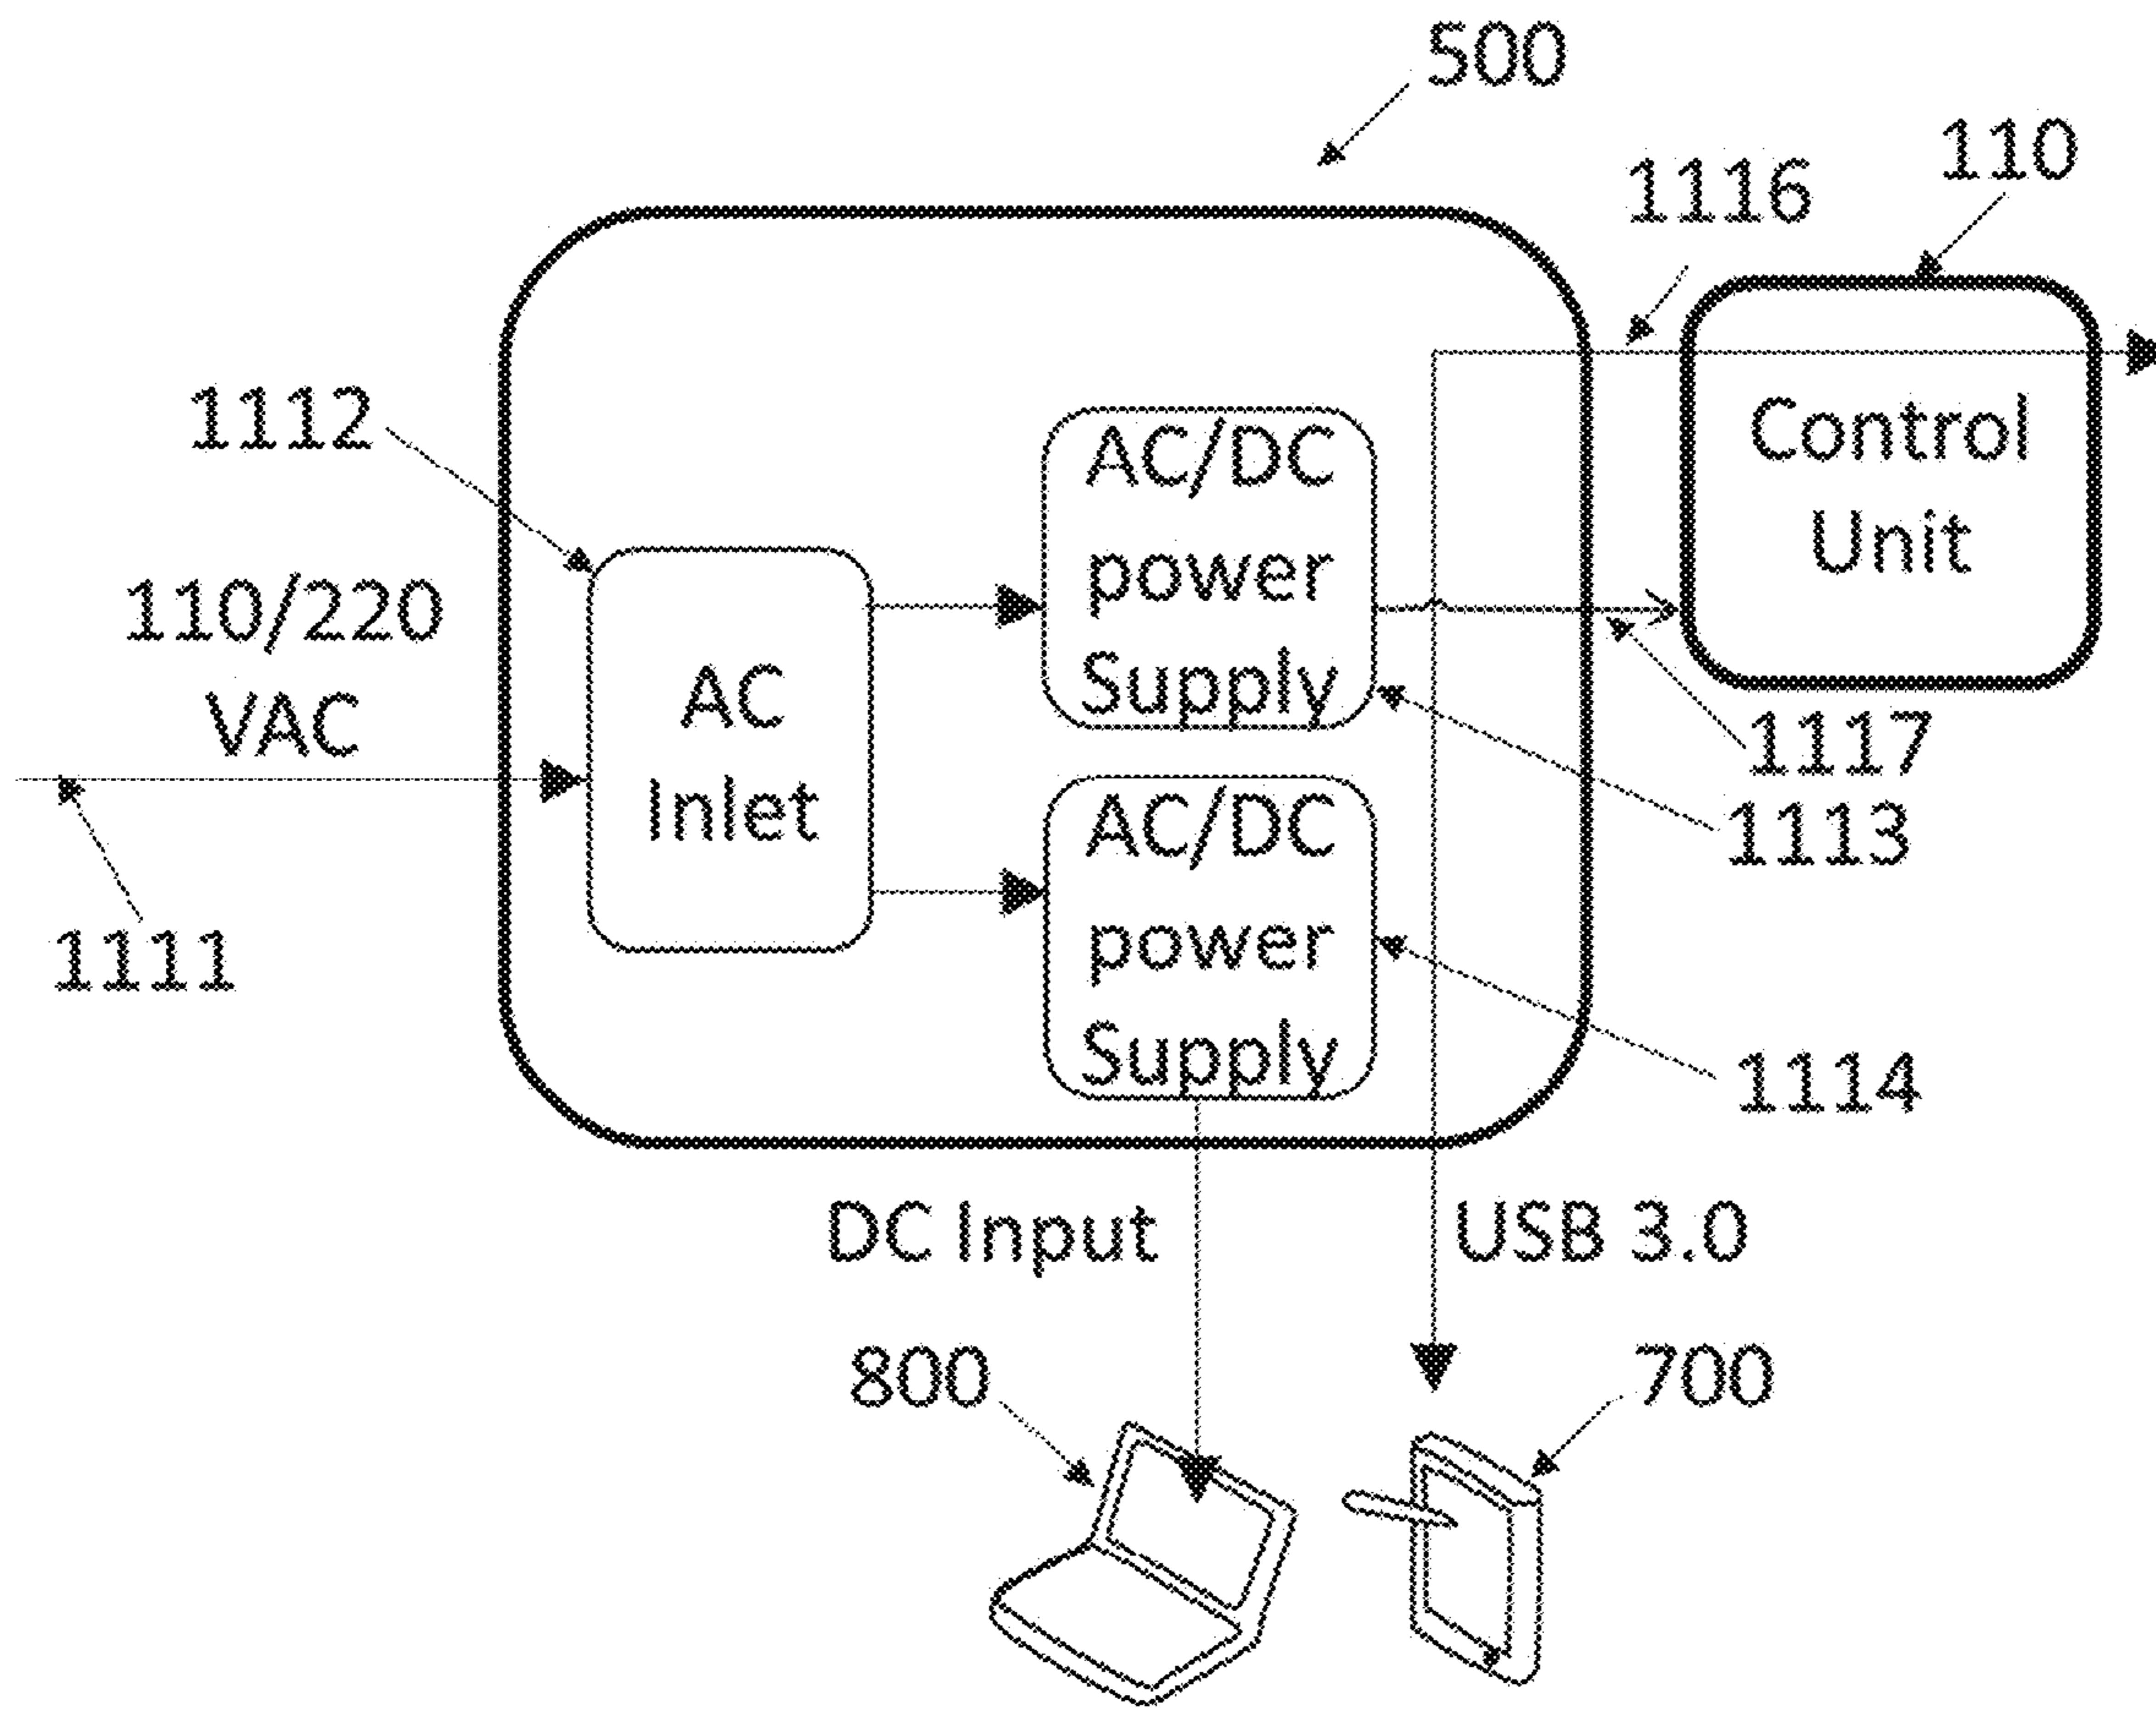 500
110
1116
1112
AC/DC
power
Supply
Control
Unit
110/220
VAC
AC
Inlet
1117
1113
AC/DC
power
Supply
1111
1114
DC Input
USB 3.0
800
700